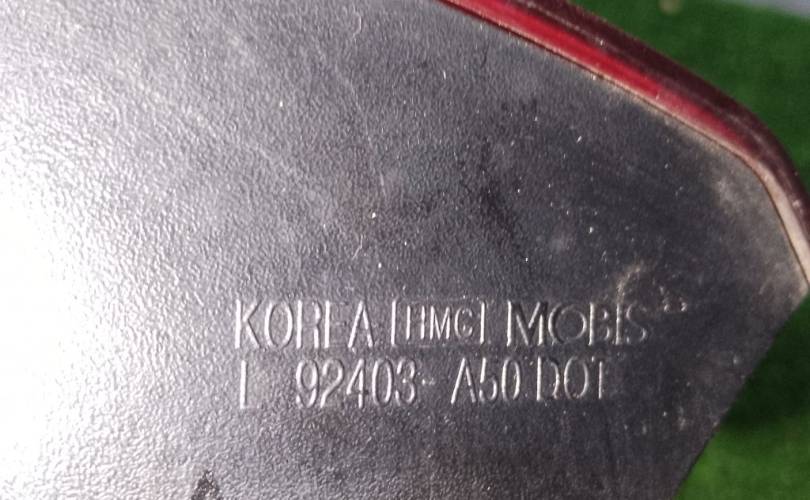 KOREA [HMC] MOBIS
L 92403-A50 DOT